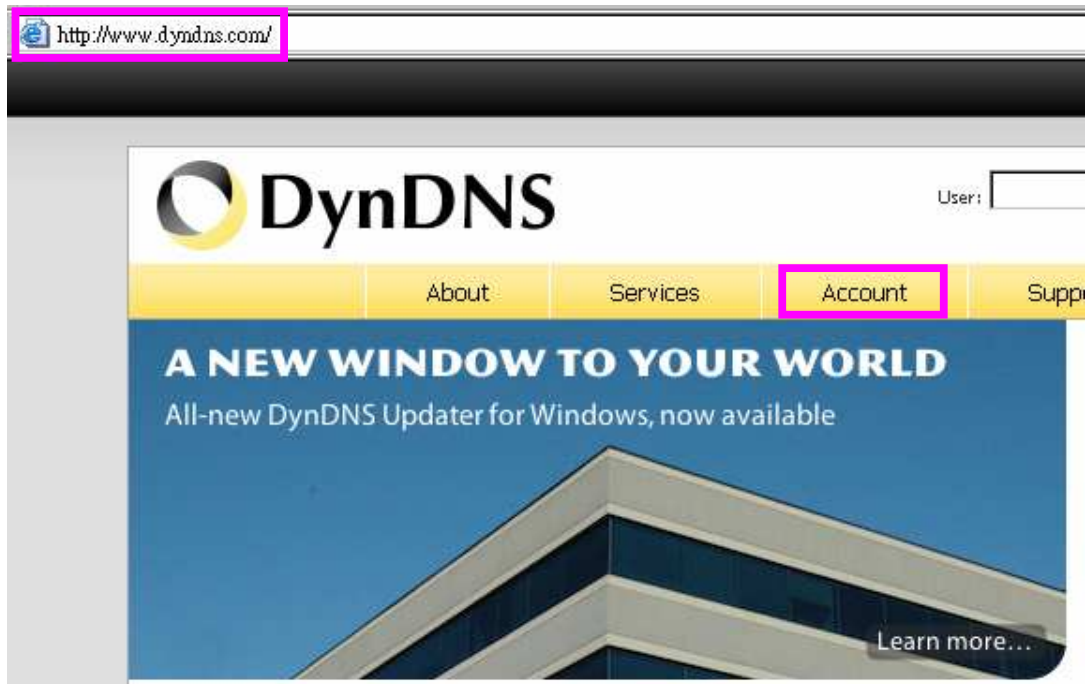 http://www.dyndns.com/
DynDNS
User:
About Services Account Suppo
A NEW WINDOW TO YOUR WORLD
All-new DynDNS Updater for Windows, now available
Learn more...